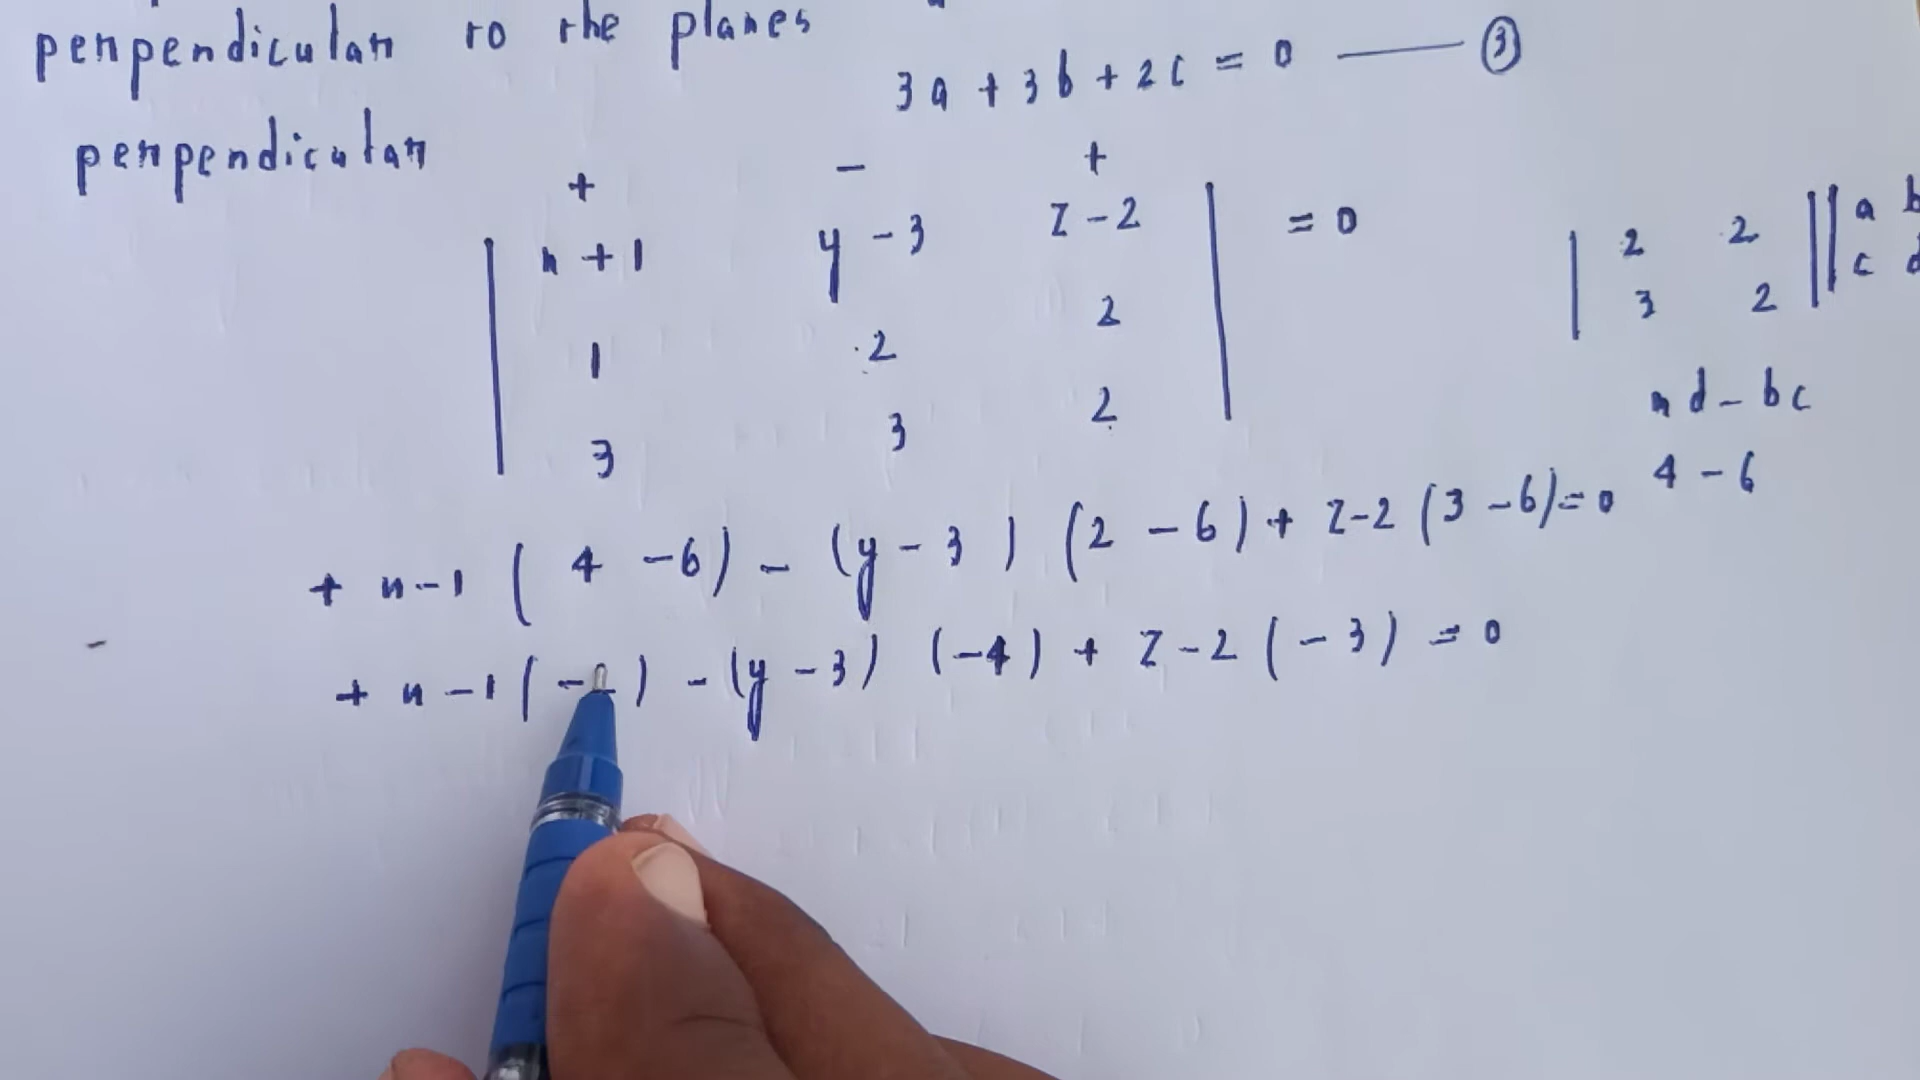 perpendicular to the planes
3a + 3b + 2c = 0 —— ③
perpendicular
+ - +
| x + 1 y - 3 z - 2 | = 0
1 2 2
3 3 2
| 2 2 | | a b
3 2 c d
ad - bc
4 - 6
+ x - 1 ( 4 - 6 ) - ( y - 3 ) ( 2 - 6 ) + z - 2 ( 3 - 6 ) = 0
+ x - 1 ( - 2 ) - ( y - 3 ) ( - 4 ) + z - 2 ( - 3 ) = 0